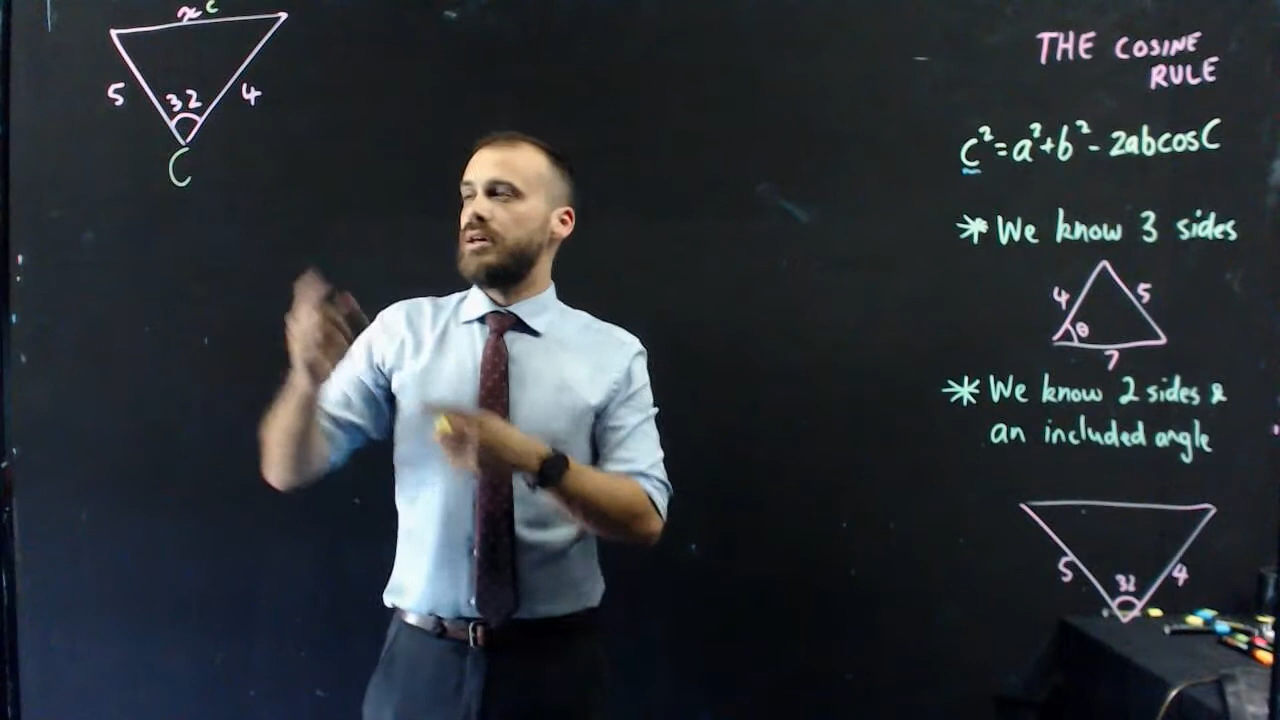 x c
5
32
4
C
THE COSINE
RULE
c²=a²+b²-2abcosC
* We know 3 sides
4
5
θ
7
* We know 2 sides &
an included angle
5
32
4